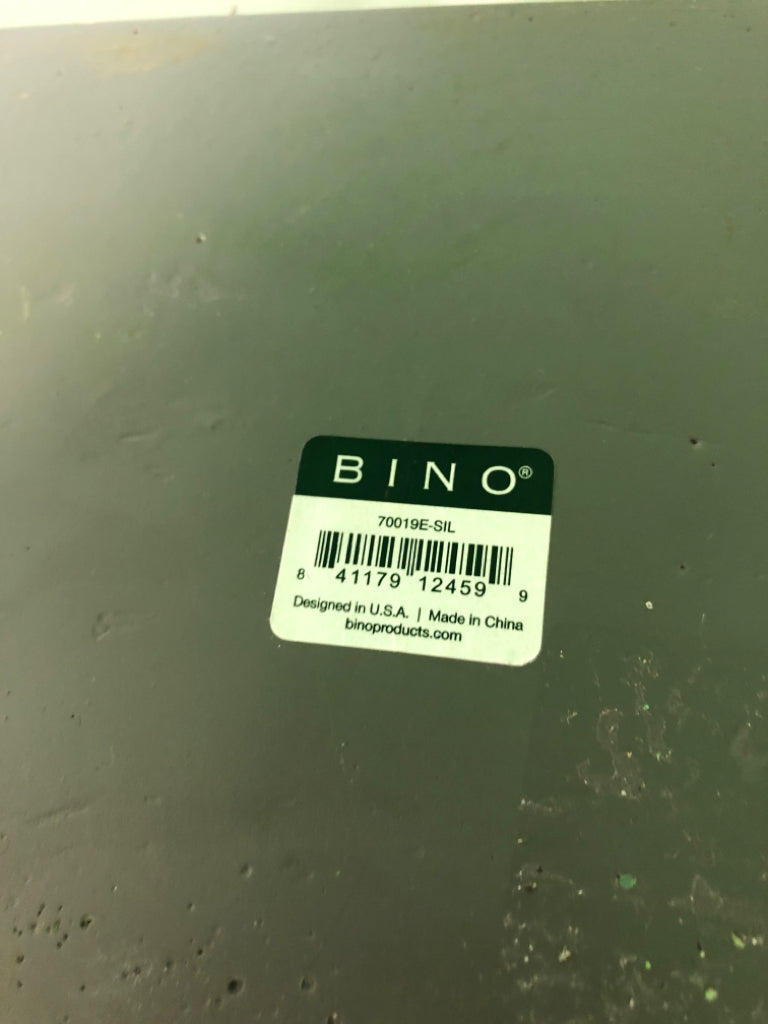 BINO®
70019E-SIL
8 41179 12459 9
Designed in U.S.A. | Made in China
binoproducts.com